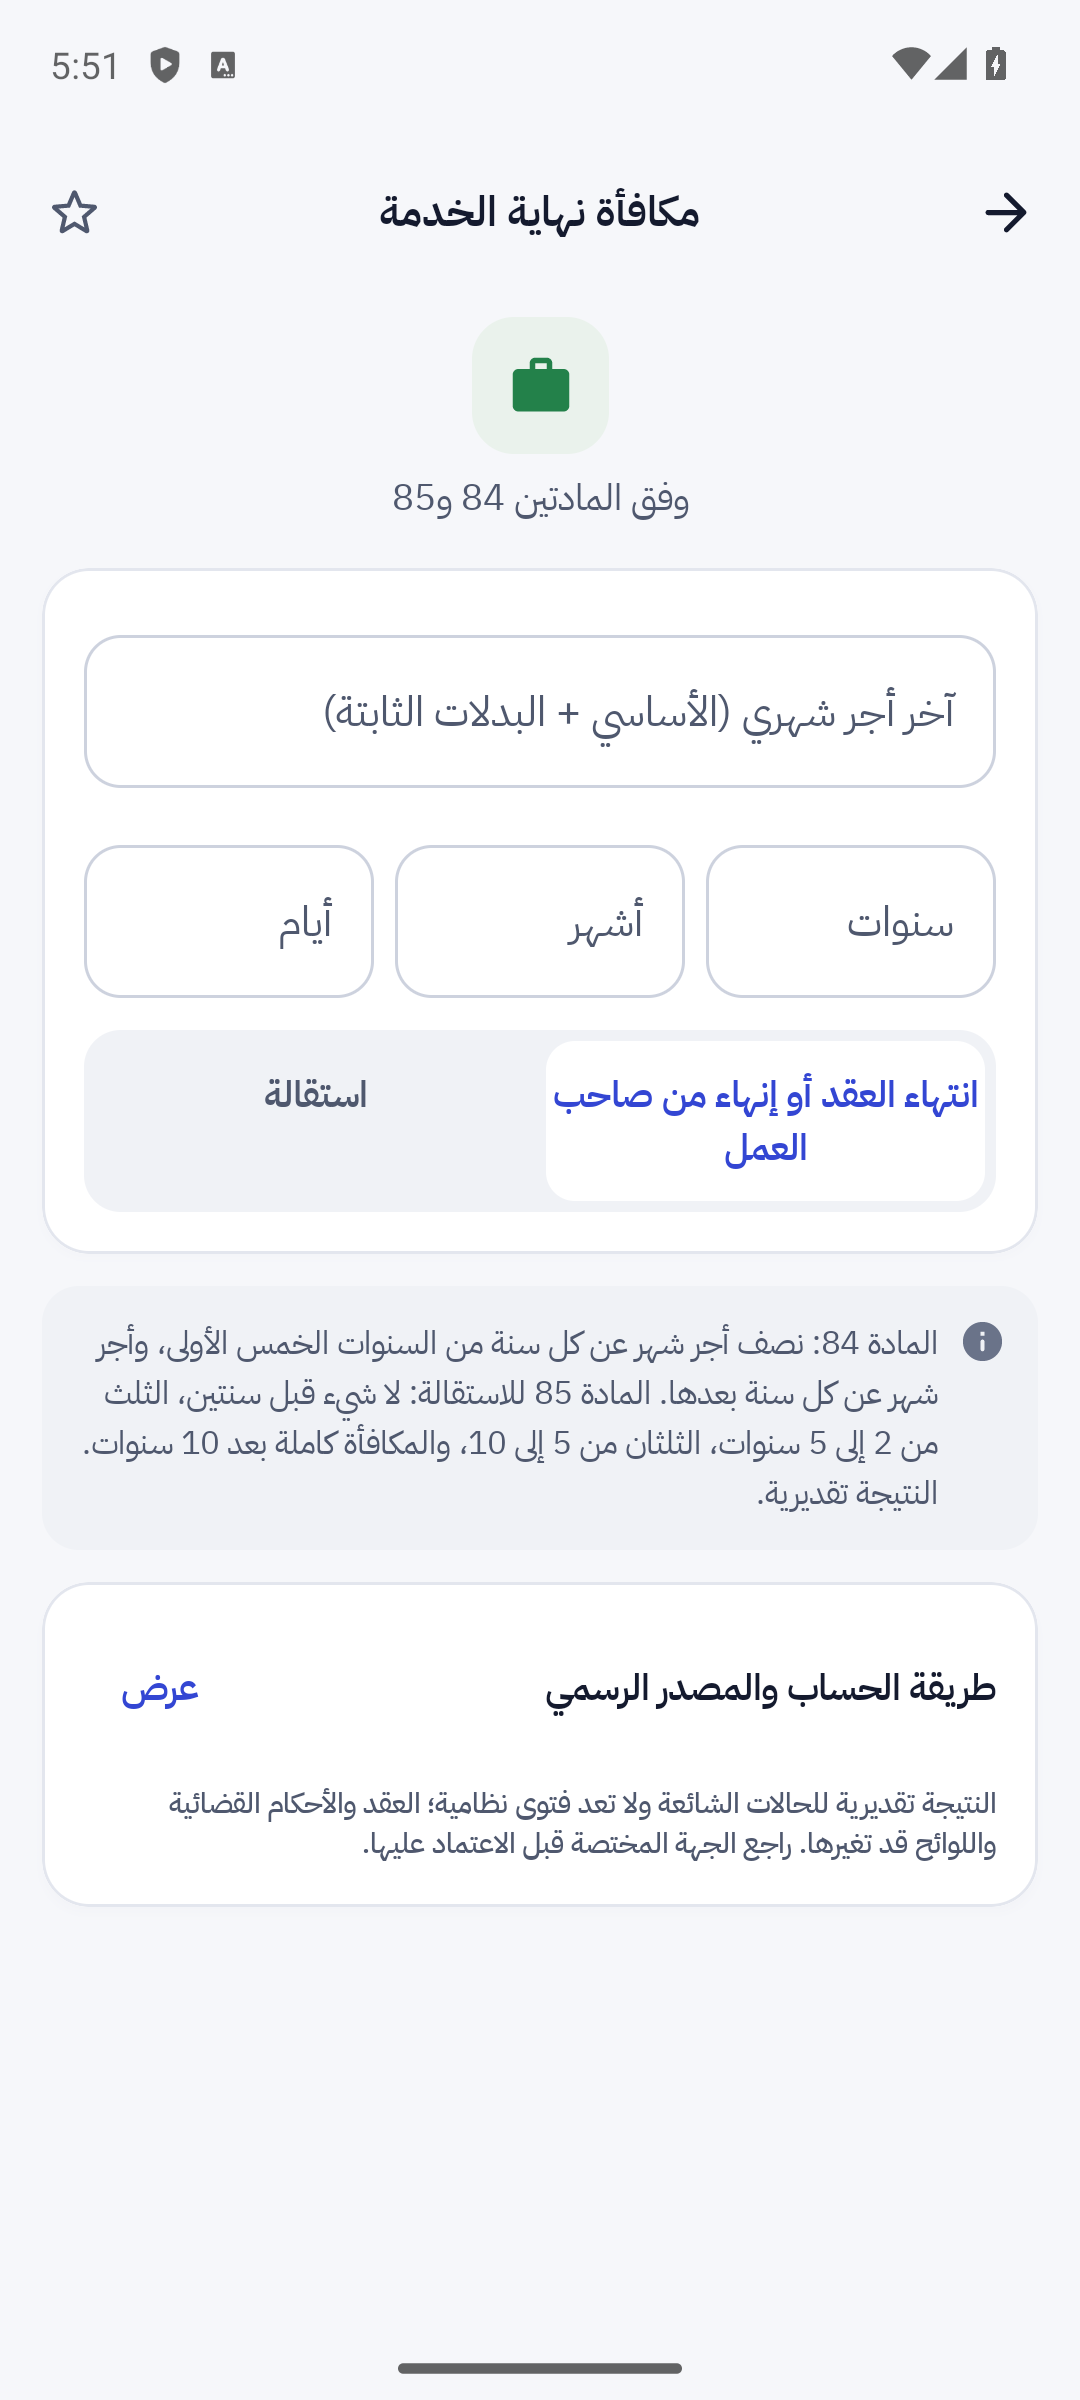 5:51
مكافأة نهاية الخدمة
وفق المادتين 84 و85
آخر أجر شهري (الأساسي + البدلات الثابتة)
سنوات
أشهر
أيام
انتهاء العقد أو إنهاء من صاحب
العمل
استقالة
المادة 84: نصف أجر شهر عن كل سنة من السنوات الخمس الأولى، وأجر
شهر عن كل سنة بعدها. المادة 85 للاستقالة: لا شيء قبل سنتين، الثلث
من 2 إلى 5 سنوات، الثلثان من 5 إلى 10، والمكافأة كاملة بعد 10 سنوات.
النتيجة تقديرية.
طريقة الحساب والمصدر الرسمي
عرض
النتيجة تقديرية للحالات الشائعة ولا تعد فتوى نظامية؛ العقد والأحكام القضائية
واللوائح قد تغيرها. راجع الجهة المختصة قبل الاعتماد عليها.